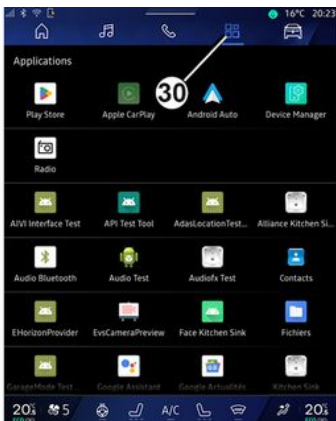 16°C 20:23
Applications
30
Play Store Apple CarPlay Android Auto Device Manager
Radio
AIVI Interface Test API Test Tool AdasLocationTest... Alliance Kitchen Si...
Audio Bluetooth Audio Test Audiofx Test Contacts
EHorizonProvider EvsCameraPreview Face Kitchen Sink Fichiers
GarageMode Test Google Assistant Google Actualités Kitchen Sink
20 5 A/C 20